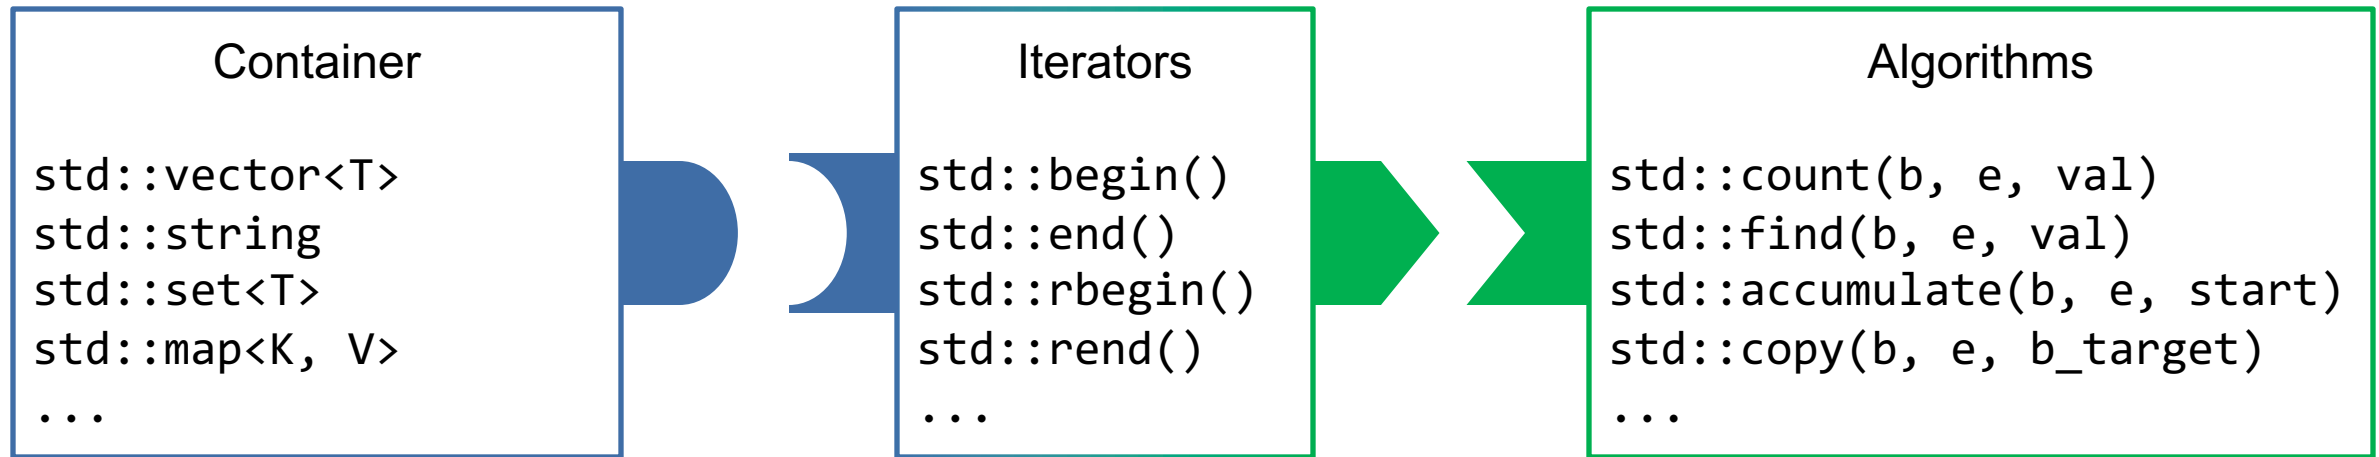 Container
std::vector<T>
std::string
std::set<T>
std::map<K, V>
...
Iterators
std::begin()
std::end()
std::rbegin()
std::rend()
...
Algorithms
std::count(b, e, val)
std::find(b, e, val)
std::accumulate(b, e, start)
std::copy(b, e, b_target)
...